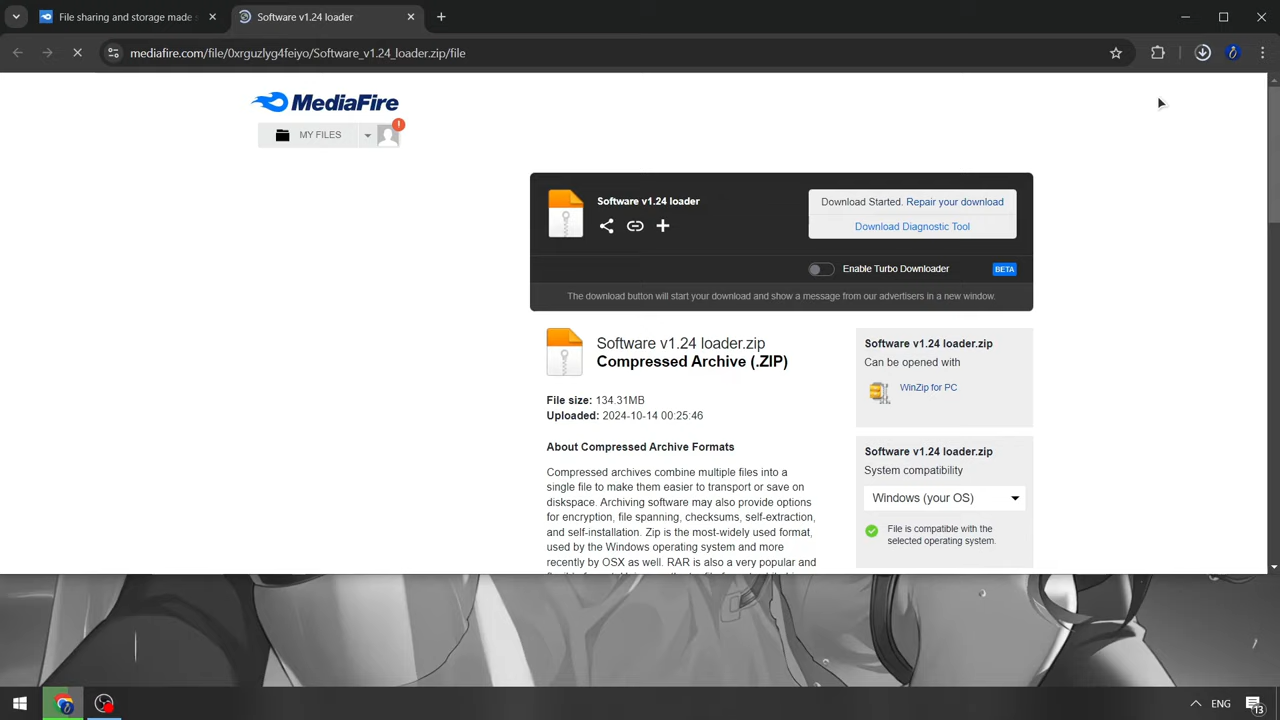 File sharing and storage made
Software v1.24 loader
mediafire.com/file/0xrguzlyg4feiyo/Software_v1.24_loader.zip/file
MediaFire
MY FILES
!
Software v1.24 loader
Download Started. Repair your download
Download Diagnostic Tool
Enable Turbo Downloader
BETA
The download button will start your download and show a message from our advertisers in a new window.
Software v1.24 loader.zip
Compressed Archive (.ZIP)
File size: 134.31MB
Uploaded: 2024-10-14 00:25:46
About Compressed Archive Formats
Compressed archives combine multiple files into a
single file to make them easier to transport or save on
diskspace. Archiving software may also provide options
for encryption, file spanning, checksums, self-extraction,
and self-installation. Zip is the most-widely used format,
used by the Windows operating system and more
recently by OSX as well. RAR is also a very popular and
Software v1.24 loader.zip
Can be opened with
WinZip for PC
Software v1.24 loader.zip
System compatibility
Windows (your OS)
File is compatible with the
selected operating system.
ENG
13